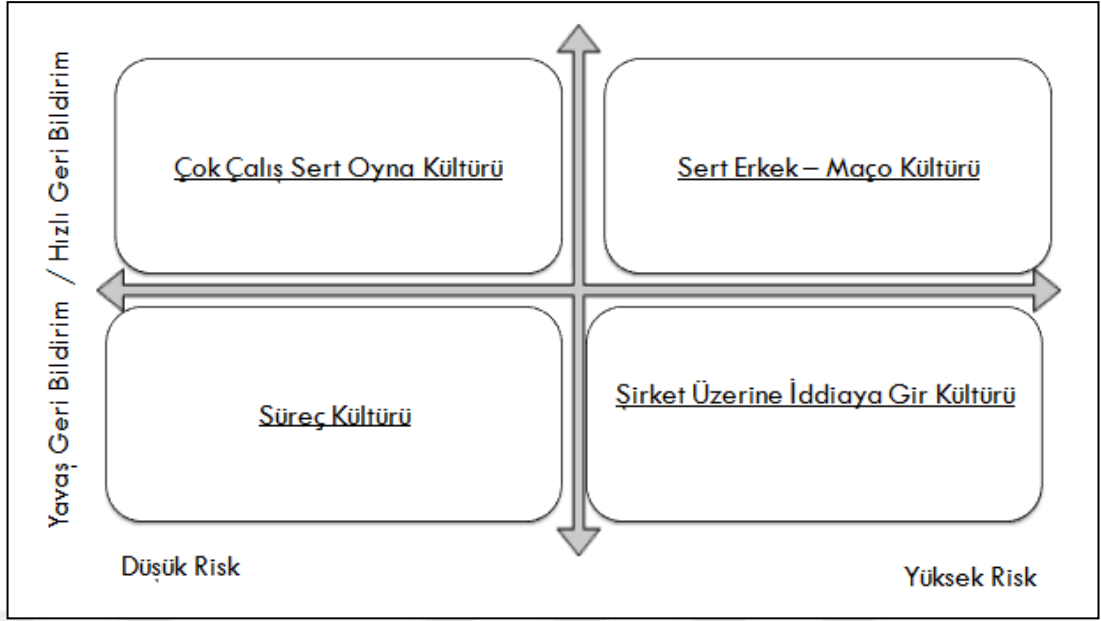 Yavaş Geri Bildirim / Hızlı Geri Bildirim
Çok Çalış Sert Oyna Kültürü
Sert Erkek – Maço Kültürü
Süreç Kültürü
Şirket Üzerine İddiaya Gir Kültürü
Düşük Risk
Yüksek Risk